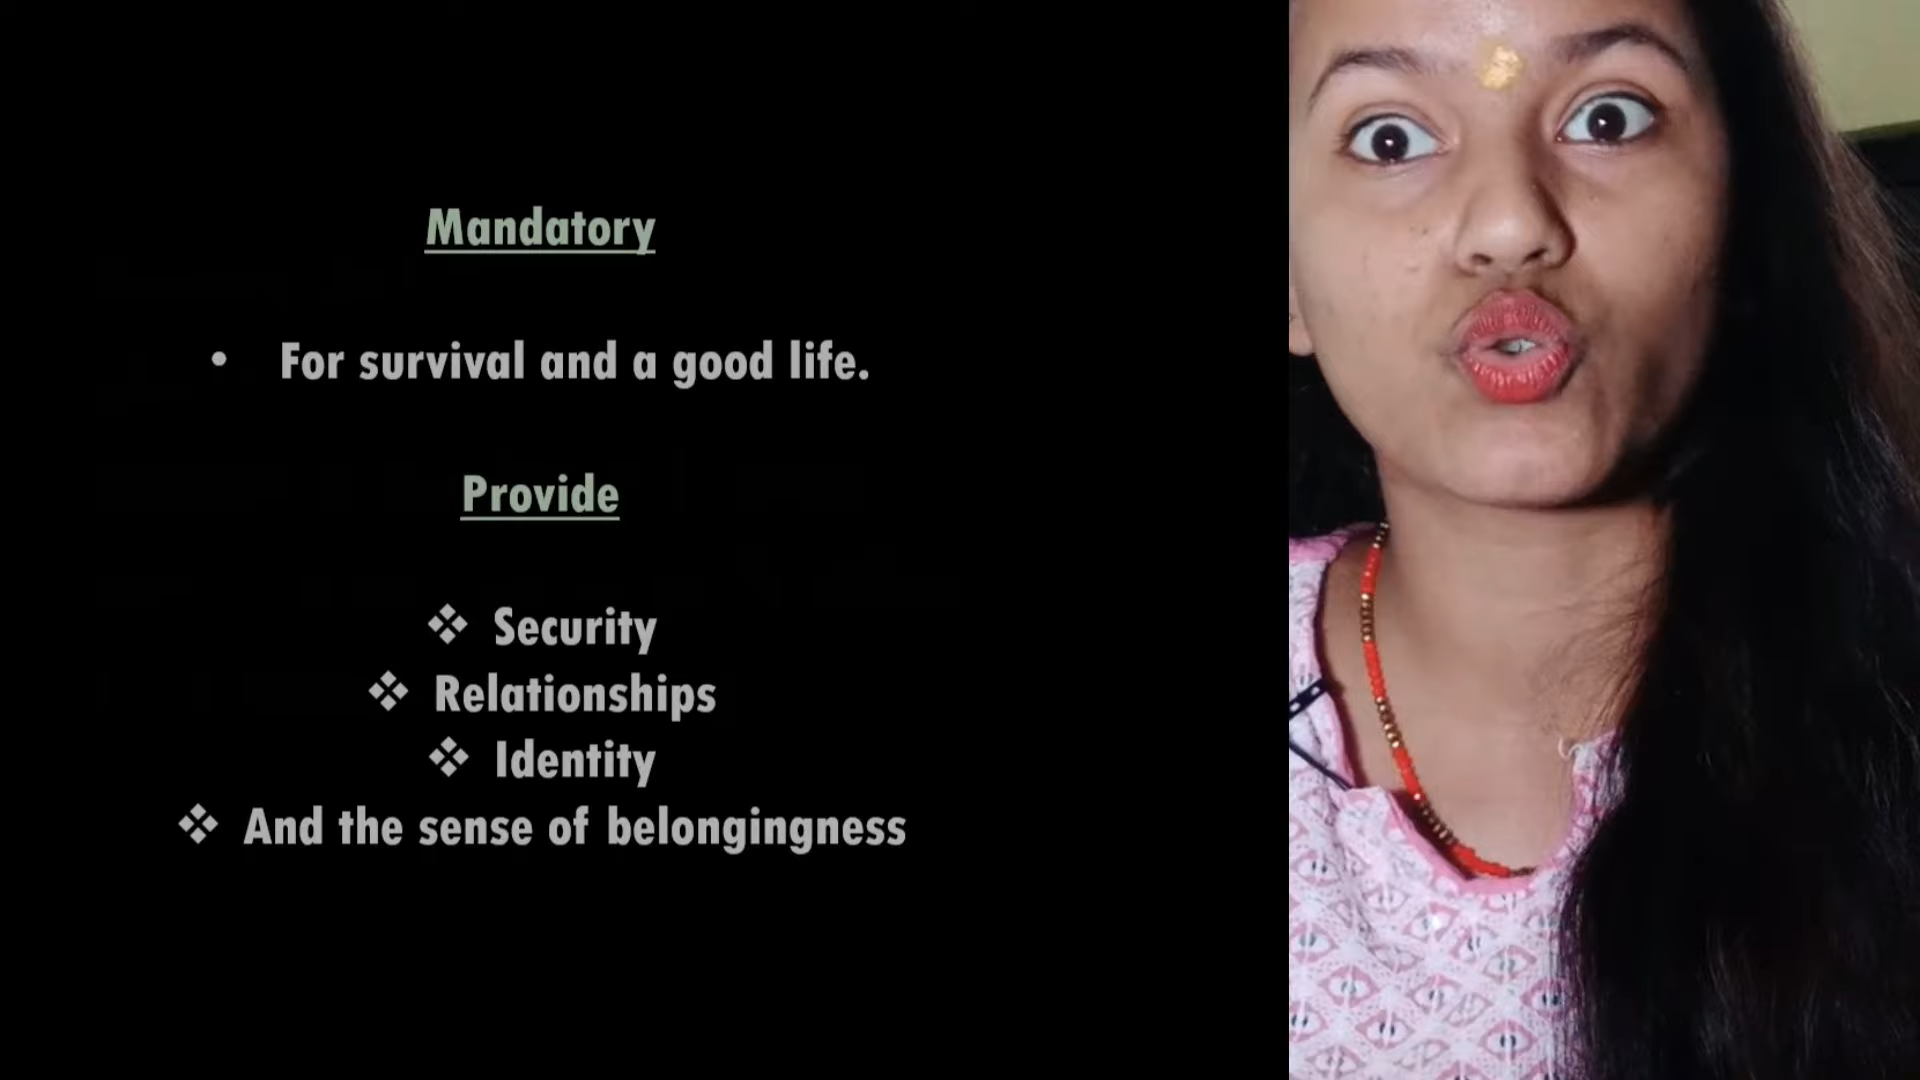 Mandatory
• For survival and a good life.
Provide
❖ Security
❖ Relationships
❖ Identity
❖ And the sense of belongingness